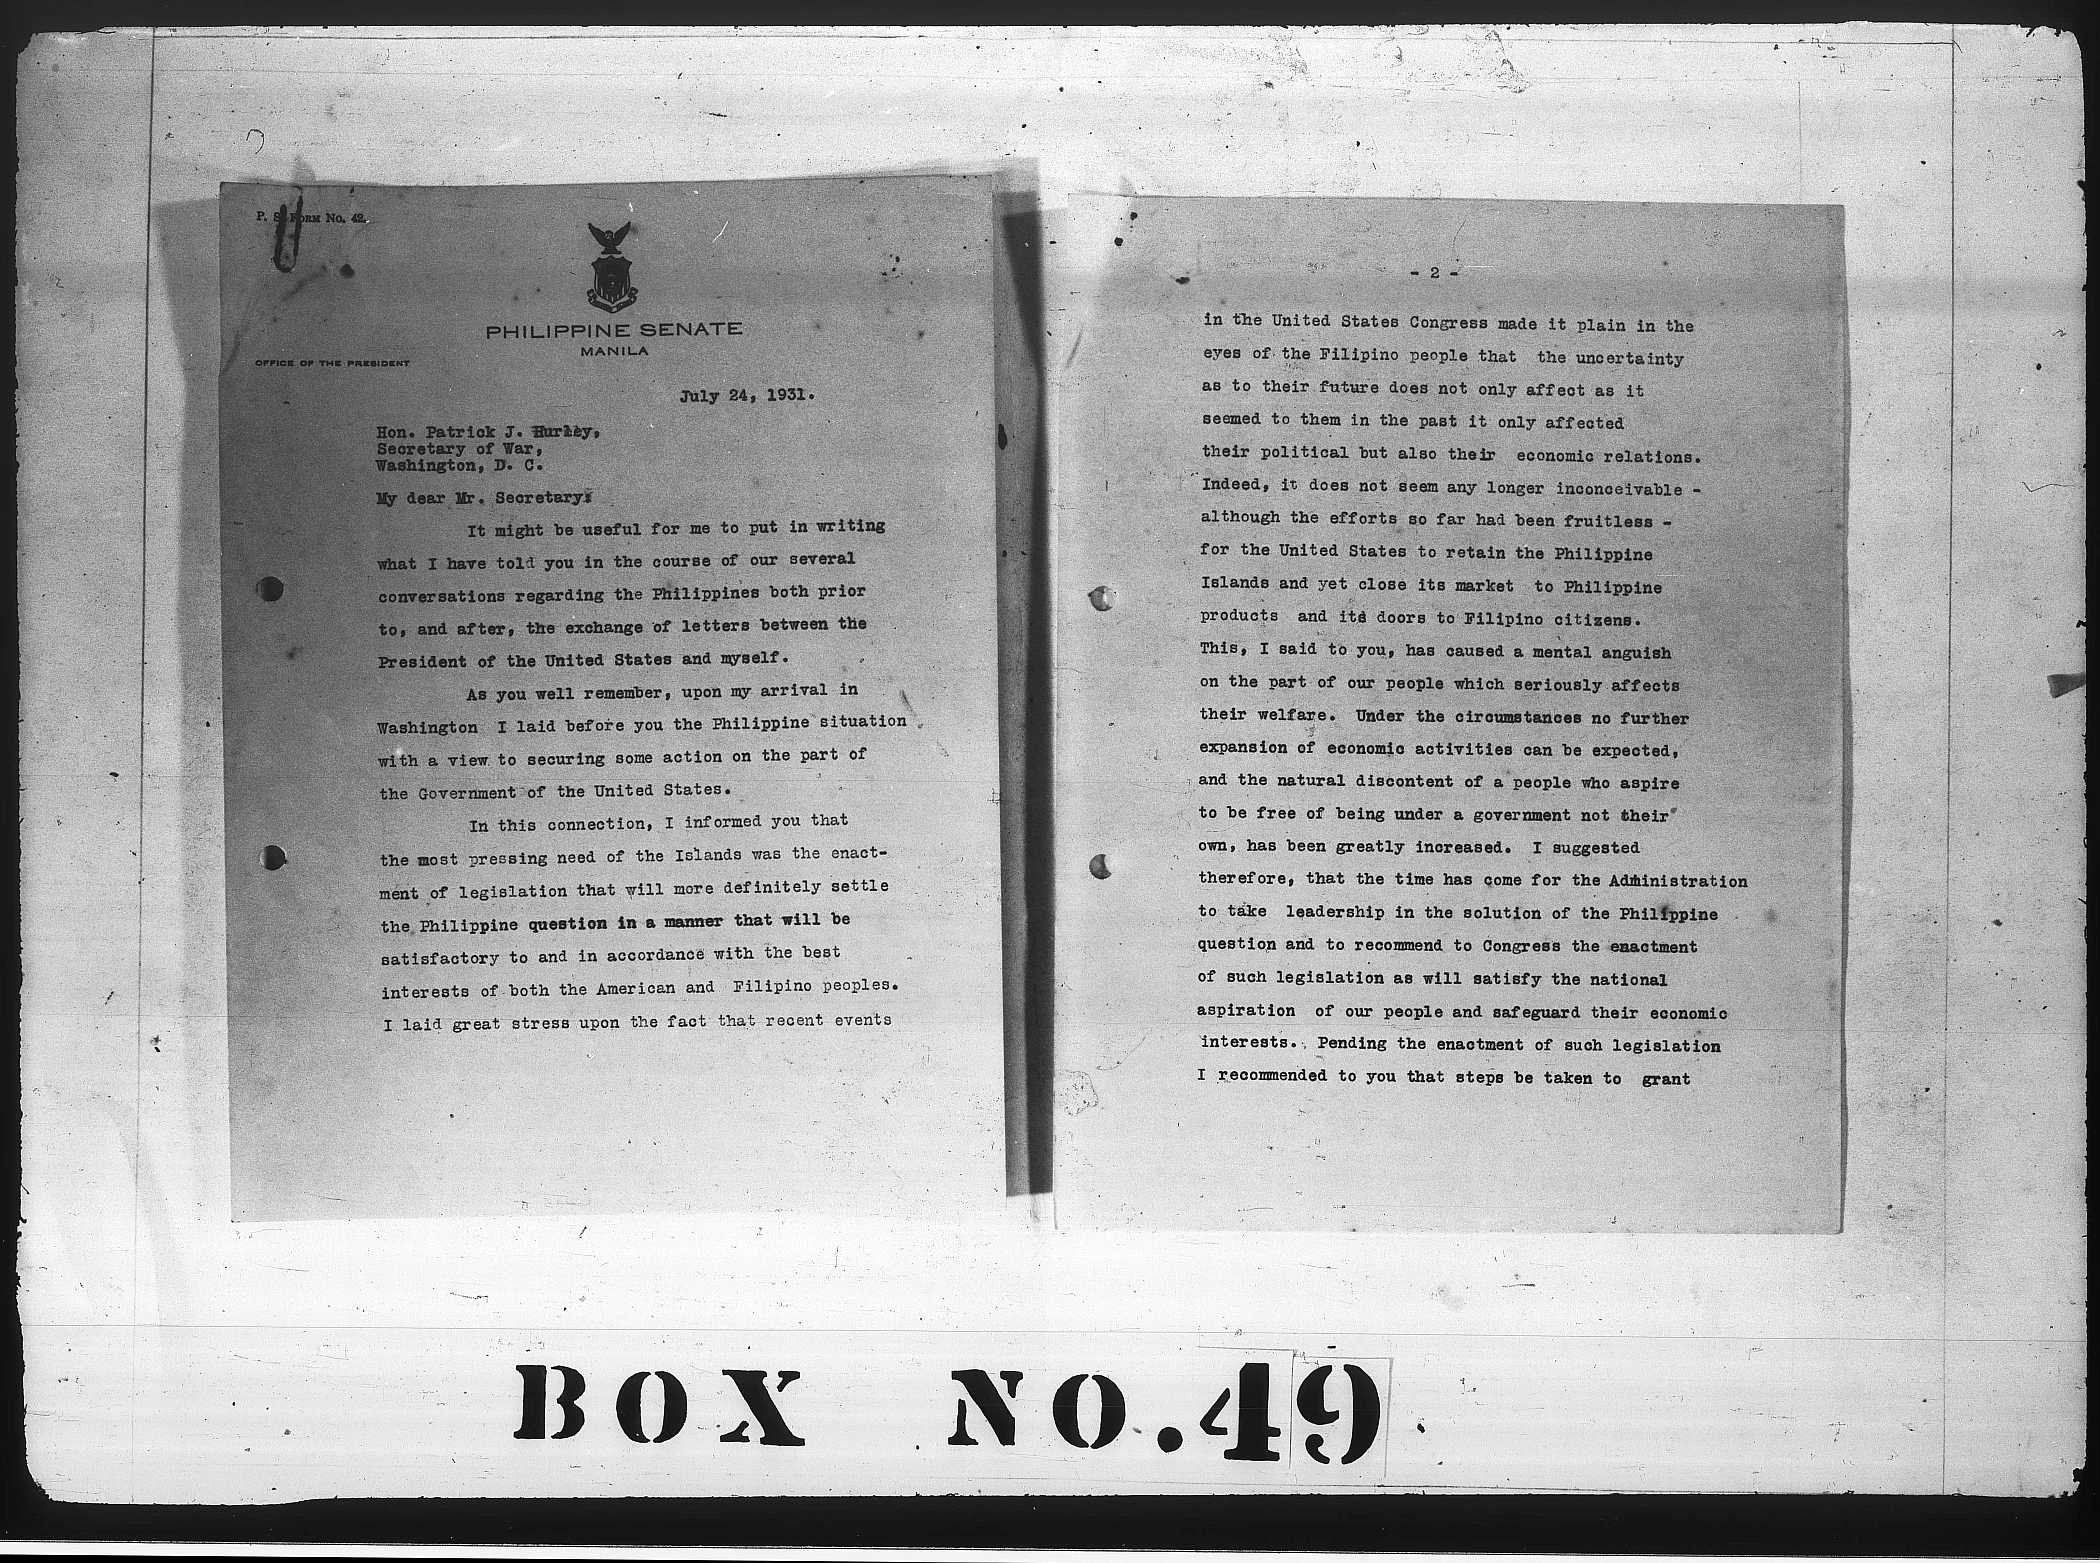 P. S. FORM No. 42.
PHILIPPINE SENATE
MANILA
OFFICE OF THE PRESIDENT
July 24, 1931.
Hon. Patrick J. Hurley,
Secretary of War,
Washington, D. C.
My dear Mr. Secretary:
It might be useful for me to put in writing
what I have told you in the course of our several
conversations regarding the Philippines both prior
to, and after, the exchange of letters between the
President of the United States and myself.
As you well remember, upon my arrival in
Washington I laid before you the Philippine situation
with a view to securing some action on the part of
the Government of the United States.
In this connection, I informed you that
the most pressing need of the Islands was the enact-
ment of legislation that will more definitely settle
the Philippine question in a manner that will be
satisfactory to and in accordance with the best
interests of both the American and Filipino peoples.
I laid great stress upon the fact that recent events
- 2 -
in the United States Congress made it plain in the
eyes of the Filipino people that the uncertainty
as to their future does not only affect as it
seemed to them in the past it only affected
their political but also their economic relations.
Indeed, it does not seem any longer inconceivable -
although the efforts so far had been fruitless -
for the United States to retain the Philippine
Islands and yet close its market to Philippine
products and its doors to Filipino citizens.
This, I said to you, has caused a mental anguish
on the part of our people which seriously affects
their welfare. Under the circumstances no further
expansion of economic activities can be expected,
and the natural discontent of a people who aspire
to be free of being under a government not their
own, has been greatly increased. I suggested
therefore, that the time has come for the Administration
to take leadership in the solution of the Philippine
question and to recommend to Congress the enactment
of such legislation as will satisfy the national
aspiration of our people and safeguard their economic
interests. Pending the enactment of such legislation
I recommended to you that steps be taken to grant
BOX NO. 49